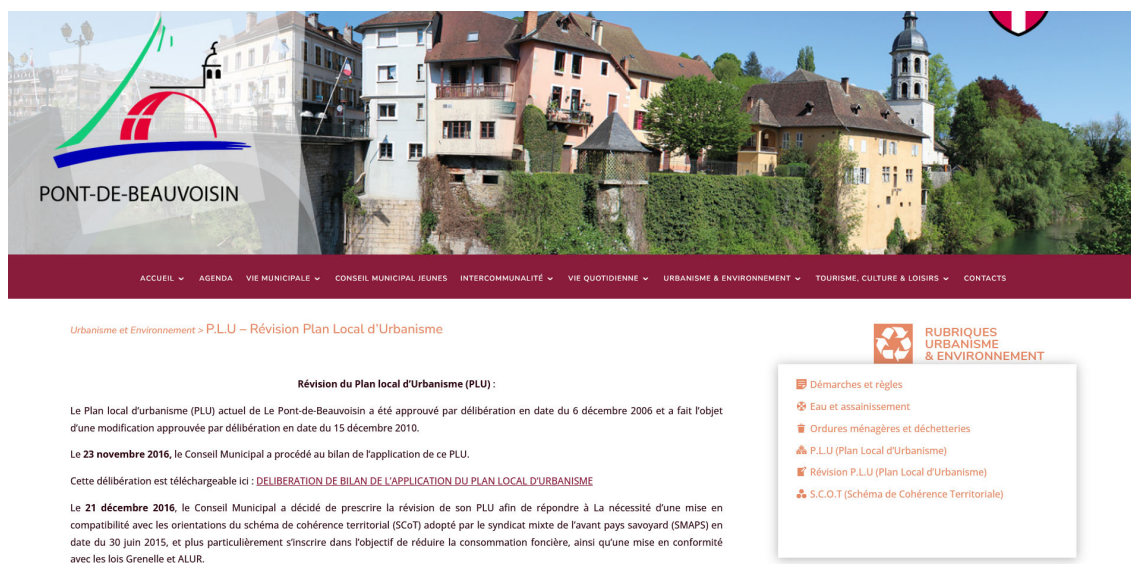 PONT-DE-BEAUVOISIN
ACCUEIL AGENDA VIE MUNICIPALE CONSEIL MUNICIPAL JEUNES INTERCOMMUNALITÉ VIE QUOTIDIENNE URBANISME & ENVIRONNEMENT TOURISME, CULTURE & LOISIRS CONTACTS
Urbanisme et Environnement > P.L.U – Révision Plan Local d’Urbanisme
Révision du Plan local d’Urbanisme (PLU) :
Le Plan local d’urbanisme (PLU) actuel de Le Pont-de-Beauvoisin a été approuvé par délibération en date du 6 décembre 2006 et a fait l’objet
d’une modification approuvée par délibération en date du 15 décembre 2010.
Le 23 novembre 2016, le Conseil Municipal a procédé au bilan de l’application de ce PLU.
Cette délibération est téléchargeable ici : DELIBERATION DE BILAN DE L’APPLICATION DU PLAN LOCAL D’URBANISME
Le 21 décembre 2016, le Conseil Municipal a décidé de prescrire la révision de son PLU afin de répondre à La nécessité d’une mise en
compatibilité avec les orientations du schéma de cohérence territorial (SCoT) adopté par le syndicat mixte de l’avant pays savoyard (SMAPS) en
date du 30 juin 2015, et plus particulièrement s’inscrire dans l’objectif de réduire la consommation foncière, ainsi qu’une mise en conformité
avec les lois Grenelle et ALUR.
RUBRIQUES
URBANISME
& ENVIRONNEMENT
Démarches et règles
Eau et assainissement
Ordures ménagères et déchetteries
P.L.U (Plan Local d’Urbanisme)
Révision P.L.U (Plan Local d’Urbanisme)
S.C.O.T (Schéma de Cohérence Territoriale)